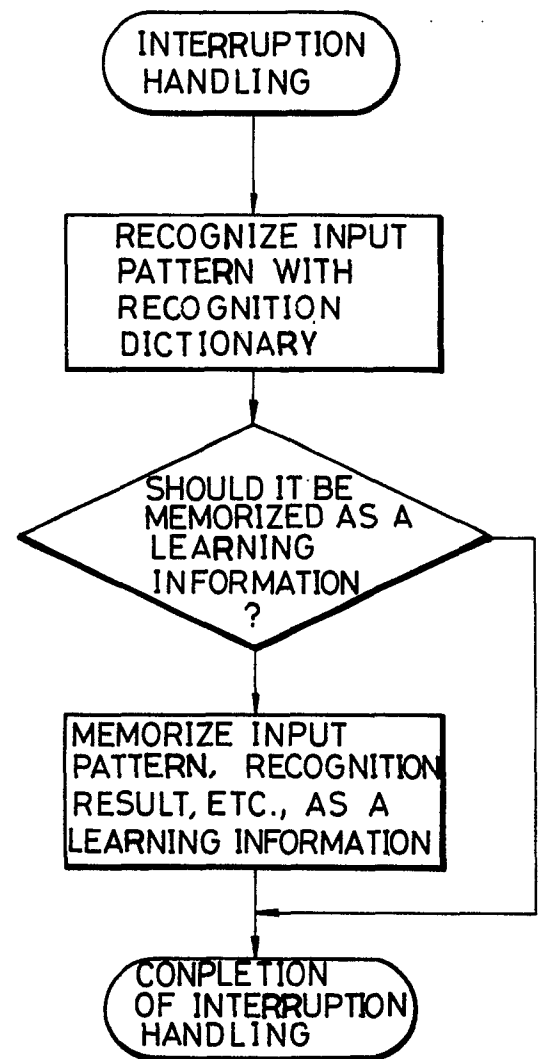 INTERRUPTION
HANDLING
RECOGNIZE INPUT
PATTERN WITH
RECOGNITION
DICTIONARY
SHOULD IT BE
MEMORIZED AS A
LEARNING
INFORMATION
?
MEMORIZE INPUT
PATTERN, RECOGNITION
RESULT, ETC., AS A
LEARNING INFORMATION
CONPLETION
OF INTERRUPTION
HANDLING